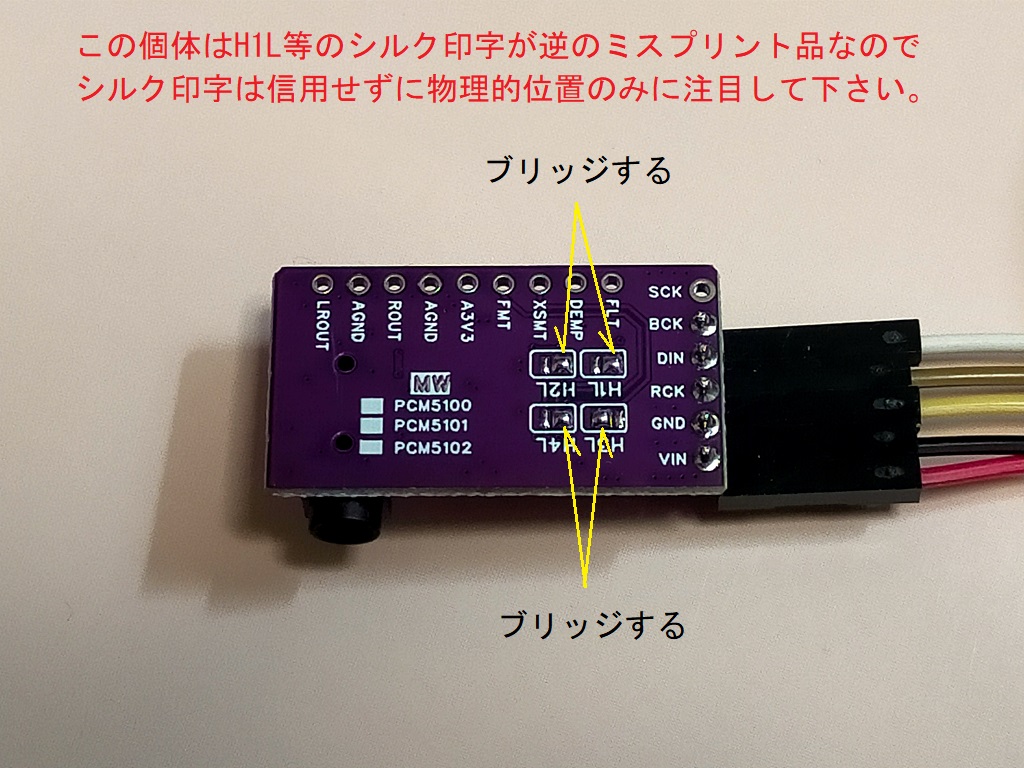 この個体はH1L等のシルク印字が逆のミスプリント品なので
シルク印字は信用せずに物理的位置のみに注目して下さい。
ブリッジする
LROUT
AGND
ROUT
AGND
A3V3
FMT
XSMT
DEMP
FLT
SCK
BCK
DIN
RCK
GND
VIN
H2L
H1L
MW
PCM5100
PCM5101
PCM5102
H4L
H3L
ブリッジする